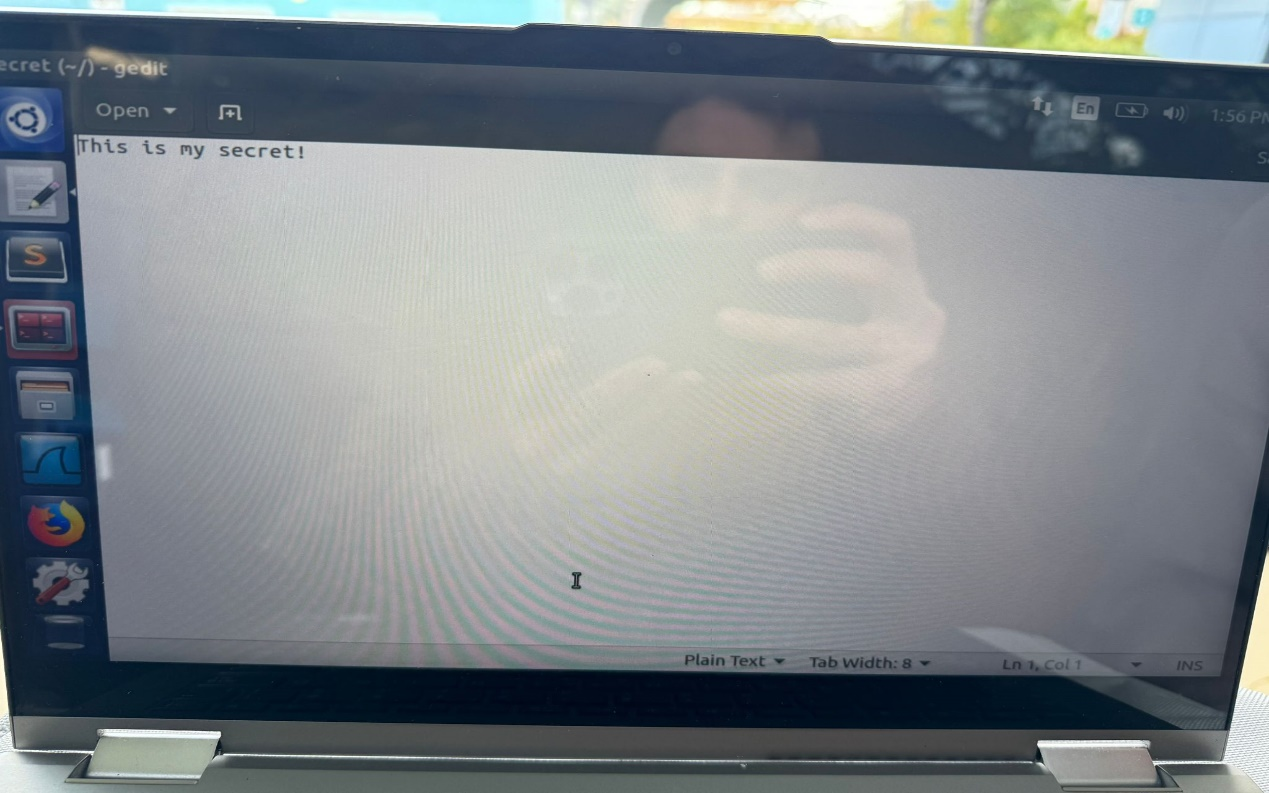 ecret (~/) - gedit
Open
En
1:56 PM
This is my secret!
Plain Text
Tab Width: 8
Ln 1, Col 1
INS